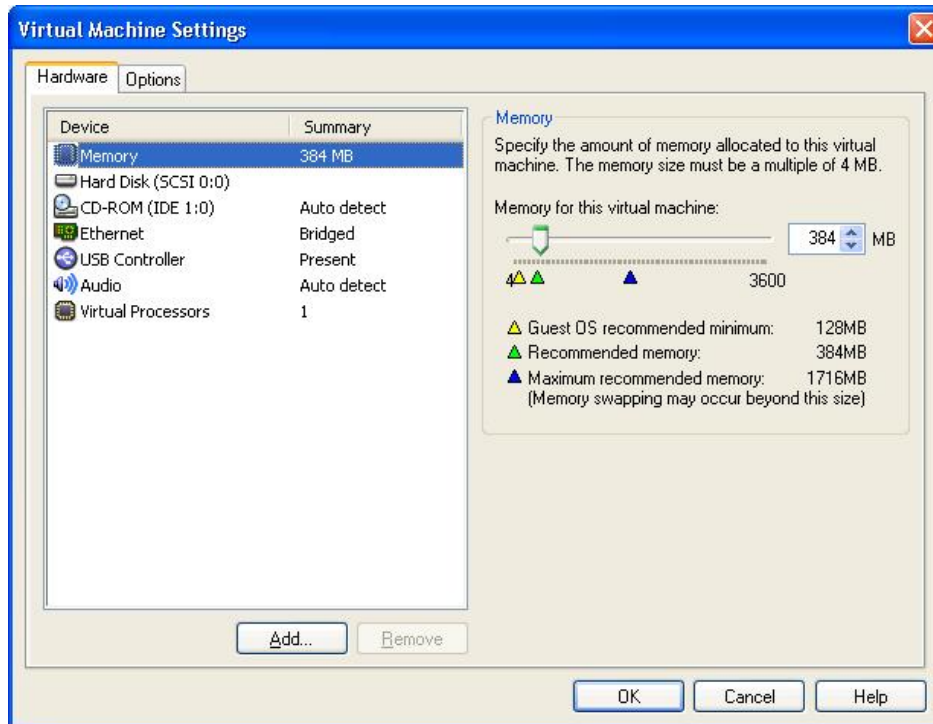 Virtual Machine Settings
Hardware Options
Device Summary
Memory 384 MB
Hard Disk (SCSI 0:0)
CD-ROM (IDE 1:0) Auto detect
Ethernet Bridged
USB Controller Present
Audio Auto detect
Virtual Processors 1
Add... Remove
Memory
Specify the amount of memory allocated to this virtual
machine. The memory size must be a multiple of 4 MB.
Memory for this virtual machine:
384 MB
4 3600
Guest OS recommended minimum: 128MB
Recommended memory: 384MB
Maximum recommended memory: 1716MB
(Memory swapping may occur beyond this size)
OK Cancel Help